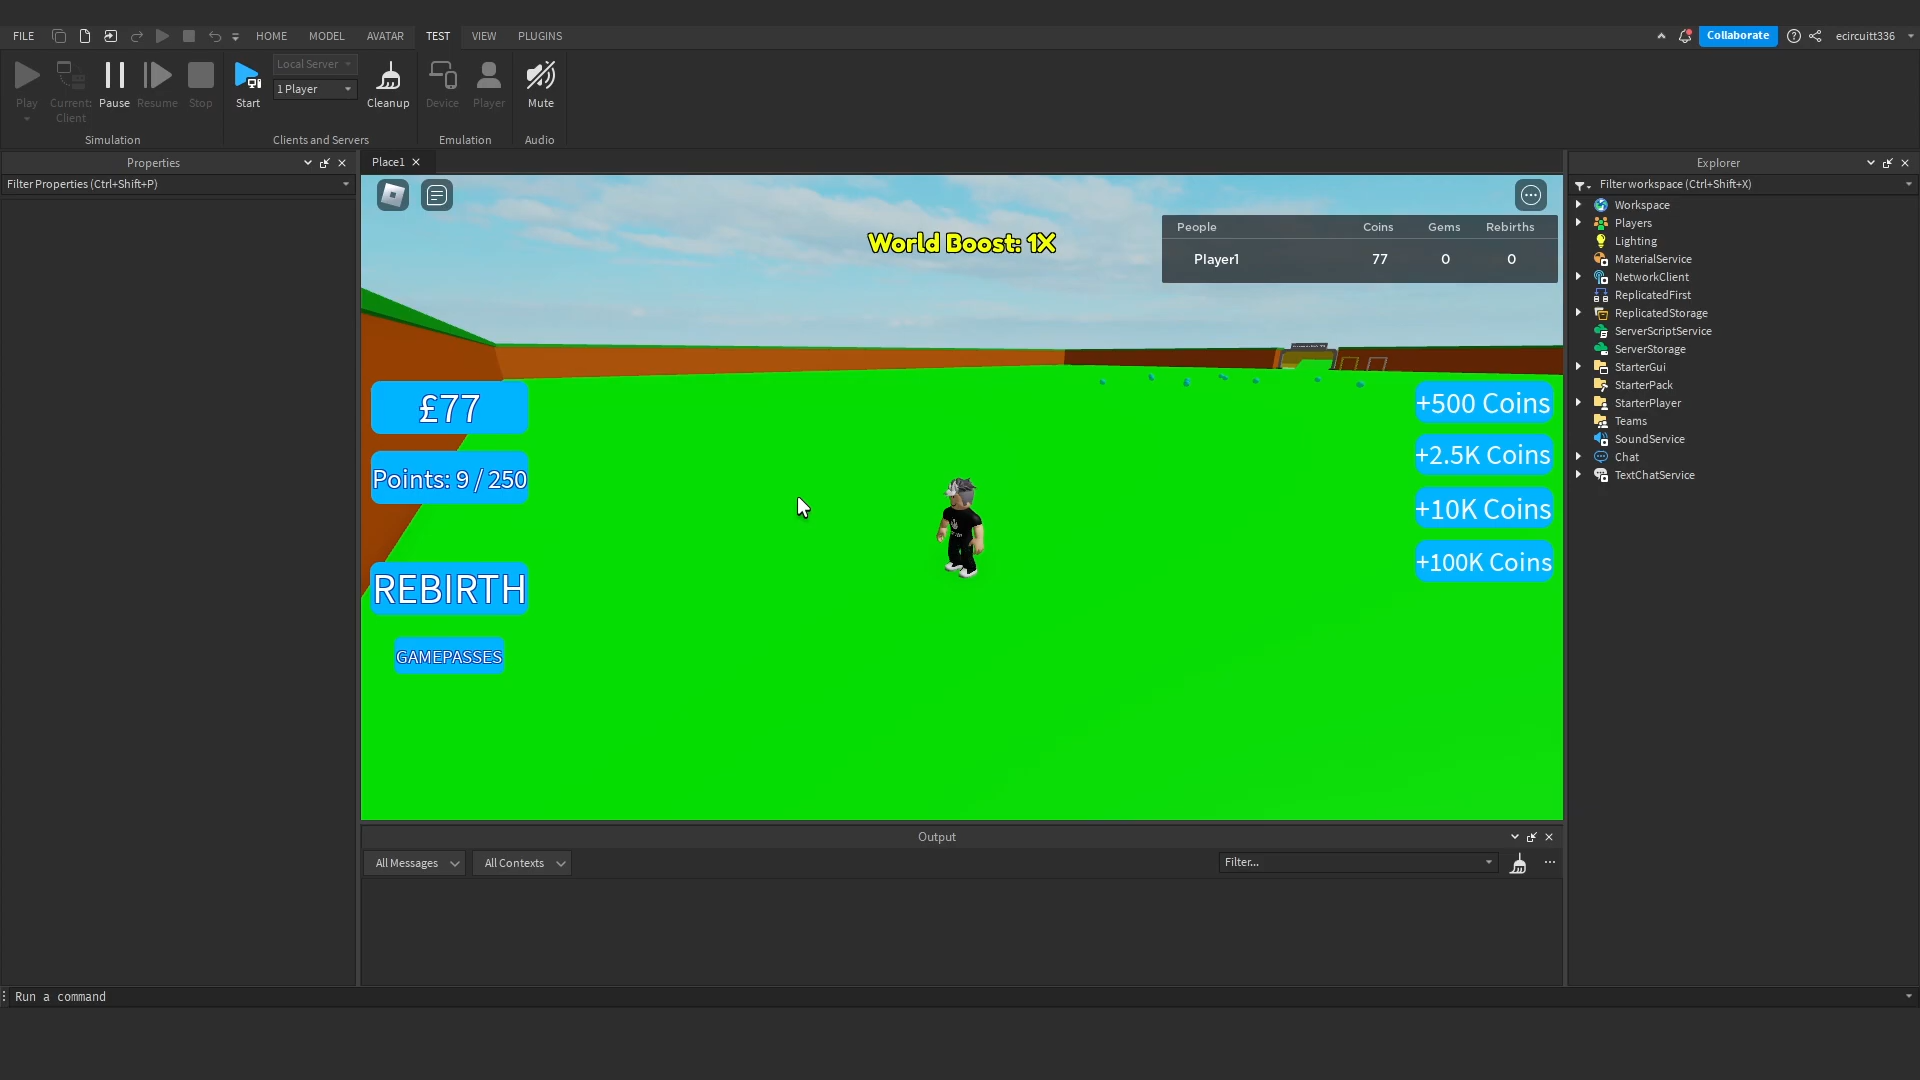 FILE HOME MODEL AVATAR TEST VIEW PLUGINS Collaborate ecircuitt336
Local Server
1 Player
Play Current: Client Pause Resume Stop Start Cleanup Device Player Mute
Simulation Clients and Servers Emulation Audio
Properties
Filter Properties (Ctrl+Shift+P)
Place1
World Boost: 1X
People Coins Gems Rebirths
Player1 77 0 0
£77
Points: 9 / 250
REBIRTH
GAMEPASSES
+500 Coins
+2.5K Coins
+10K Coins
+100K Coins
Explorer
Filter workspace (Ctrl+Shift+X)
Workspace
Players
Lighting
MaterialService
NetworkClient
ReplicatedFirst
ReplicatedStorage
ServerScriptService
ServerStorage
StarterGui
StarterPack
StarterPlayer
Teams
SoundService
Chat
TextChatService
Output
All Messages All Contexts Filter...
Run a command